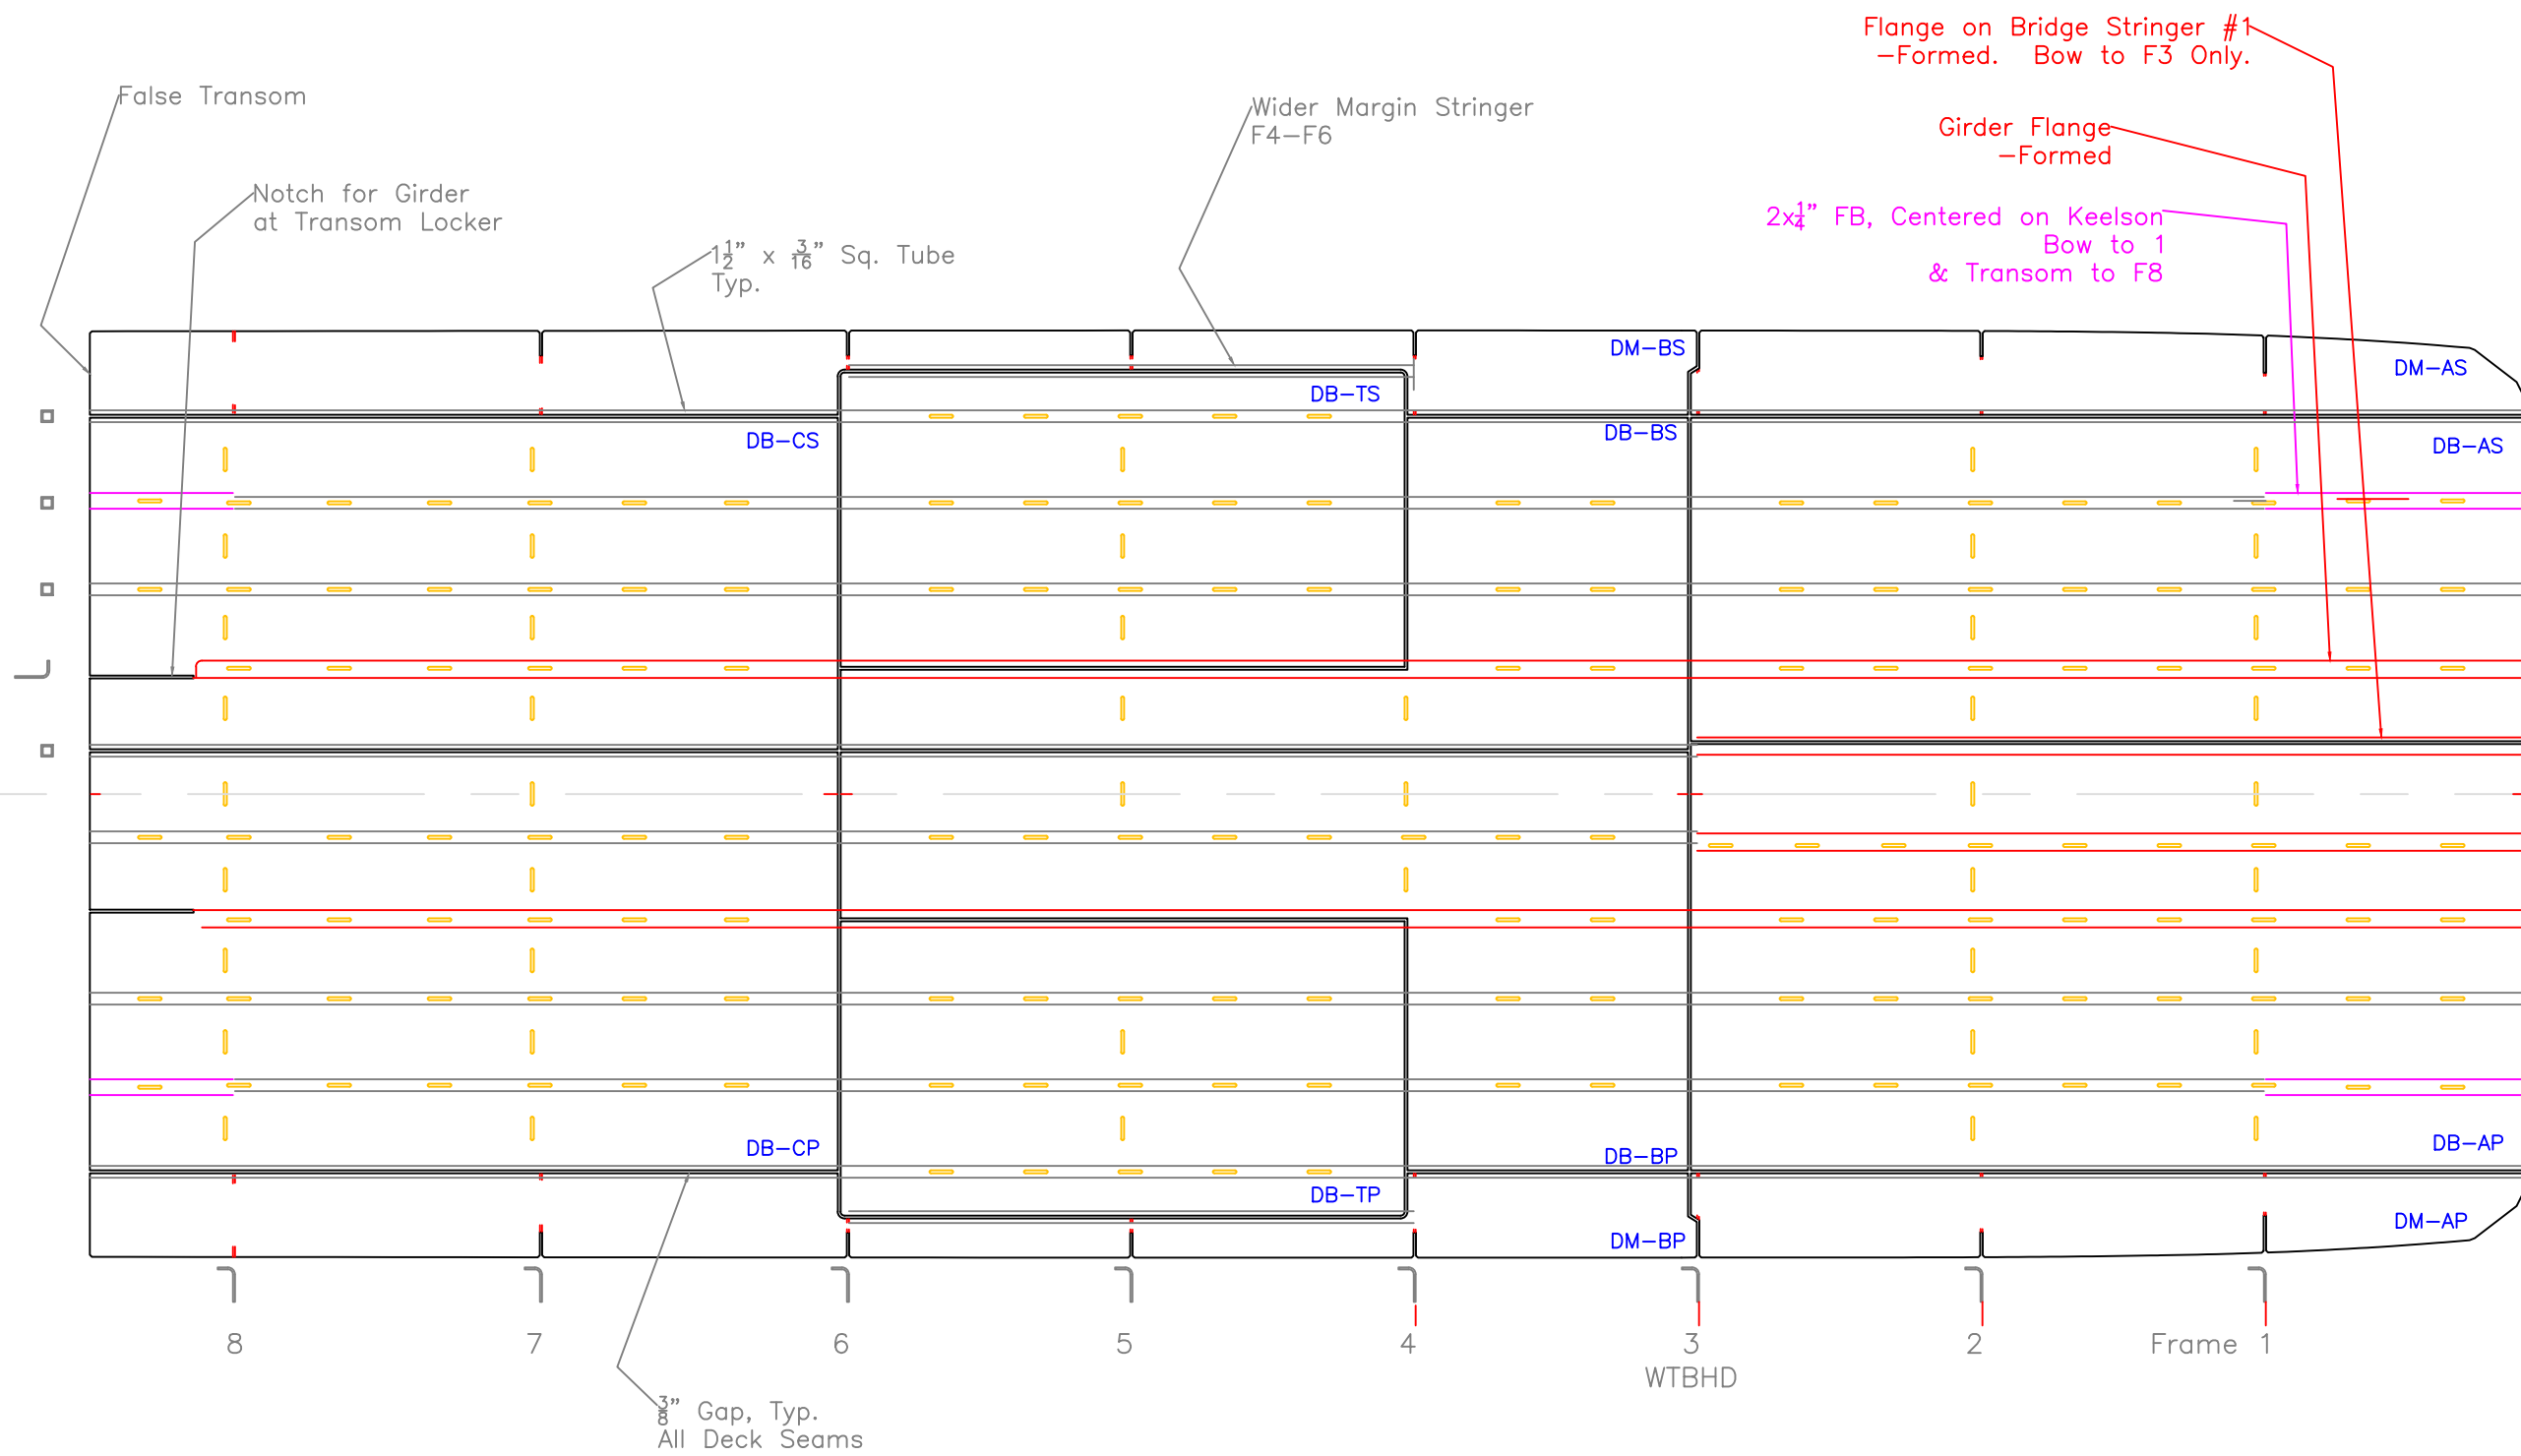 Flange on Bridge Stringer #1
-Formed. Bow to F3 Only.
False Transom
Wider Margin Stringer
F4-F6
Girder Flange
-Formed
Notch for Girder
at Transom Locker
2x1/4" FB, Centered on Keelson
Bow to 1
& Transom to F8
1 1/2" x 3/16" Sq. Tube
Typ.
DM-BS
DM-AS
DB-TS
DB-CS
DB-BS
DB-AS
DB-CP
DB-BP
DB-AP
DB-TP
DM-BP
DM-AP
8 7 6 5 4 3 2 Frame 1
WTBHD
3/8" Gap, Typ.
All Deck Seams